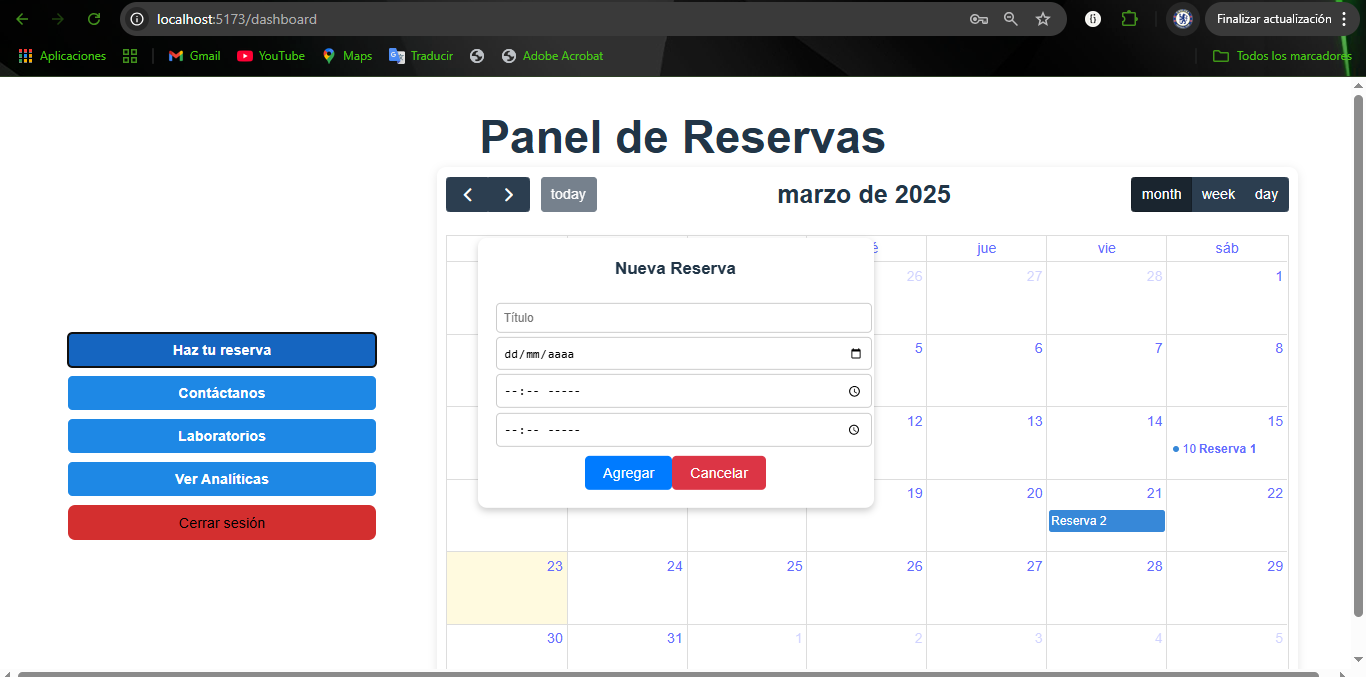 localhost:5173/dashboard
Finalizar actualización
Aplicaciones Gmail YouTube Maps Traducir Adobe Acrobat Todos los marcadores
Panel de Reservas
today marzo de 2025 month week day
jue vie sáb
Nueva Reserva
26 27 28 1
Título
Haz tu reserva
dd/mm/aaaa
5 6 7 8
Contáctanos
--:-- -----
--:-- -----
12 13 14 15
Laboratorios
10 Reserva 1
Agregar Cancelar
Ver Analíticas
19 20 21 22
Reserva 2
Cerrar sesión
23 24 25 26 27 28 29
30 31 1 2 3 4 5